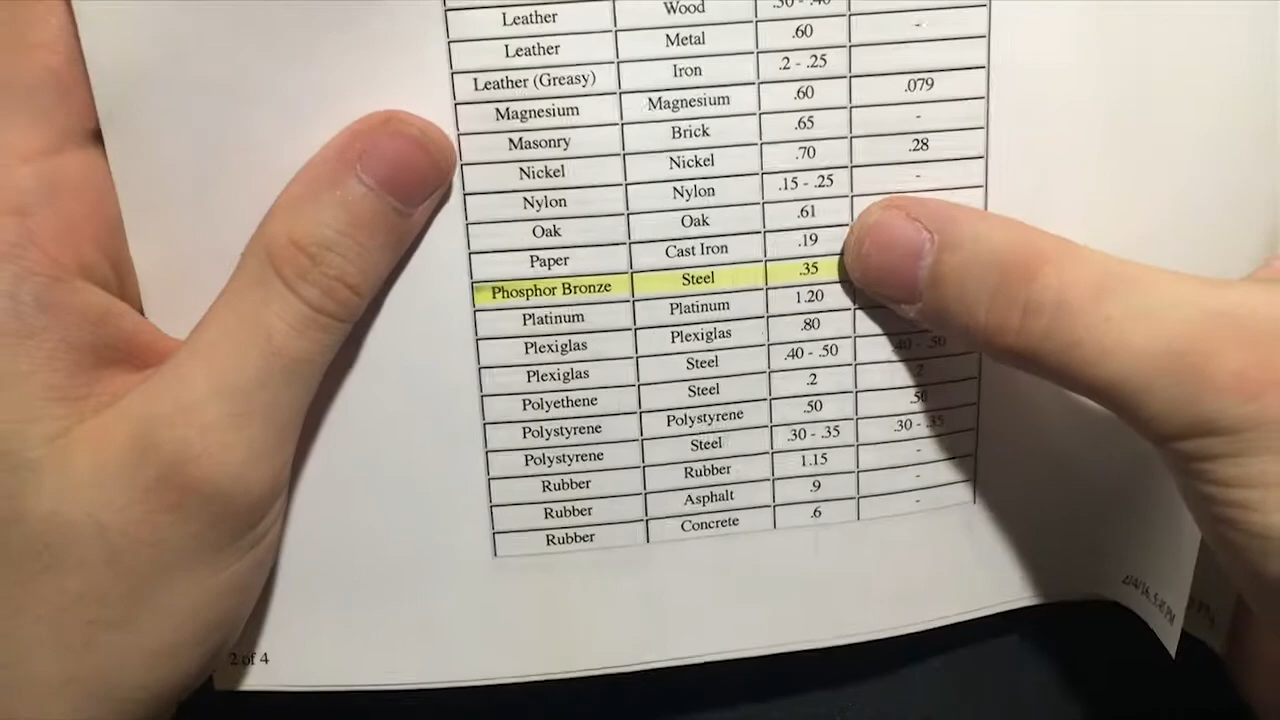 Leather Wood .30 - .40
Leather Metal .60 -
Leather (Greasy) Iron .2 - .25
Magnesium Magnesium .60 .079
Masonry Brick .65 -
Nickel Nickel .70 .28
Nylon Nylon .15 - .25 -
Oak Oak .61
Paper Cast Iron .19
Phosphor Bronze Steel .35
Platinum Platinum 1.20
Plexiglas Plexiglas .80
Plexiglas Steel .40 - .50 .40 - .50
Polyethene Steel .2 .2
Polystyrene Polystyrene .50 .50
Polystyrene Steel .30 - .35 .30 - .35
Rubber Rubber 1.15 -
Rubber Asphalt .9 -
Rubber Concrete .6 -
2 of 4